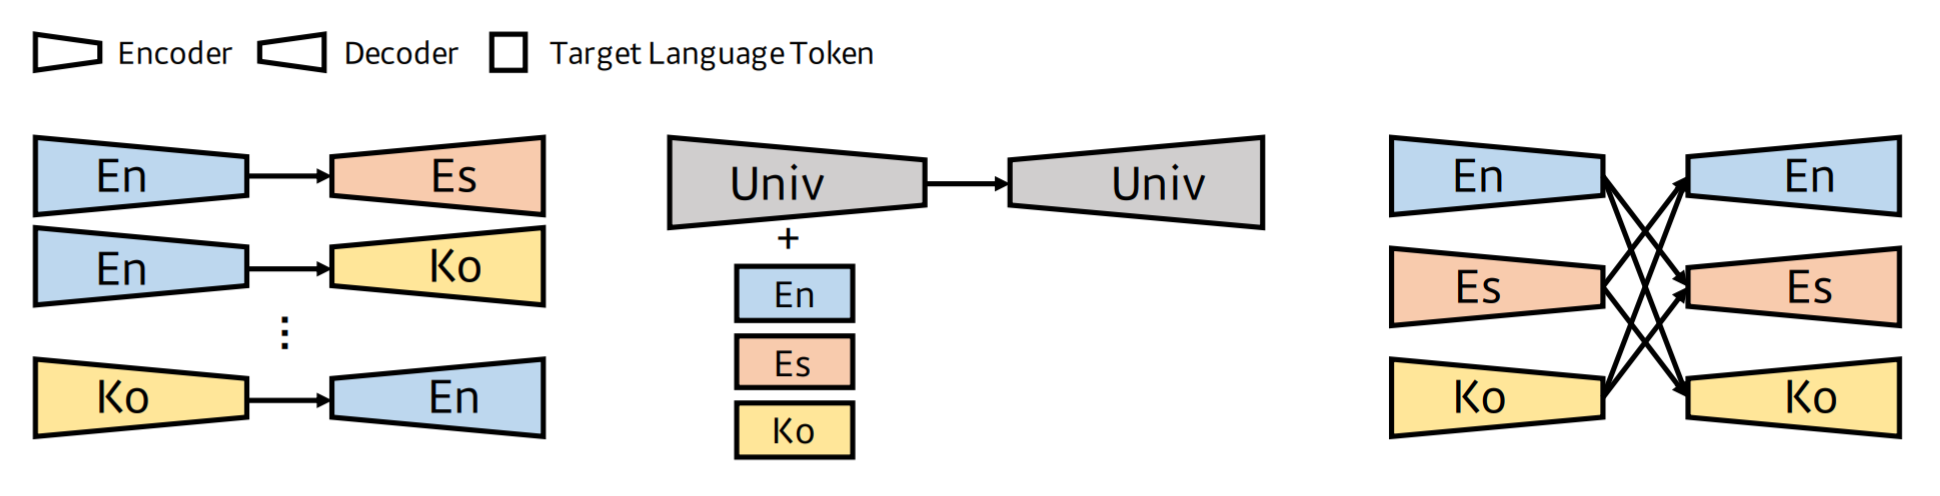 Encoder Decoder Target Language Token
En Es
En Ko
⋮
Ko En
Univ Univ
+
En
Es
Ko
En En
Es Es
Ko Ko